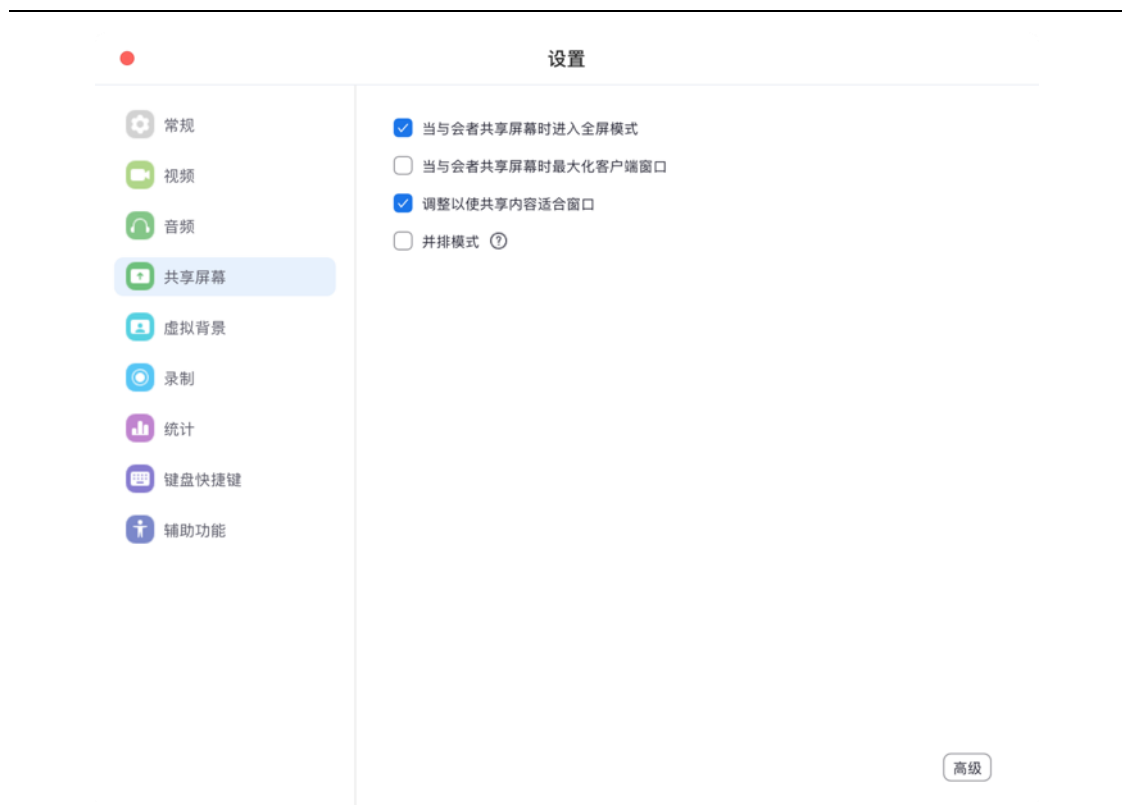 设置
常规
视频
音频
共享屏幕
虚拟背景
录制
统计
键盘快捷键
辅助功能
当与会者共享屏幕时进入全屏模式
当与会者共享屏幕时最大化客户端窗口
调整以使共享内容适合窗口
并排模式 ?
高级